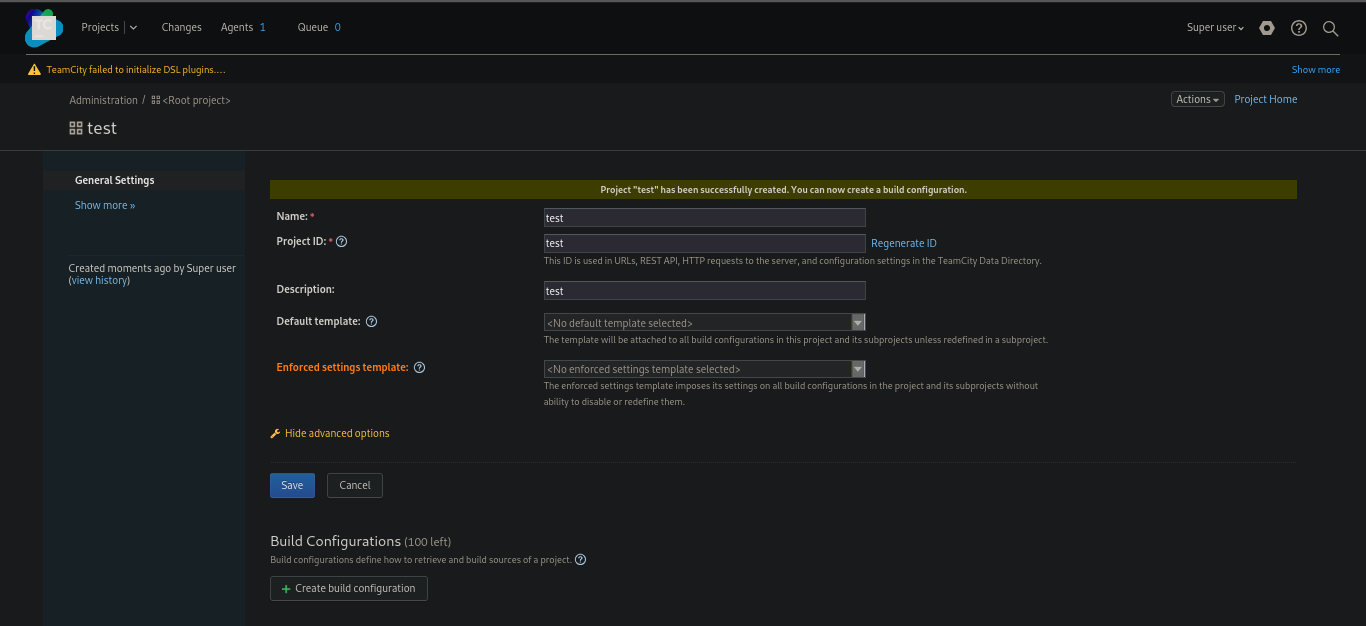 TC
Projects
Changes
Agents 1
Queue 0
Super user
TeamCity failed to initialize DSL plugins....
Show more
Administration / <Root project>
Actions
Project Home
test
General Settings
Show more »
Created moments ago by Super user
(view history)
Project "test" has been successfully created. You can now create a build configuration.
Name: *
test
Project ID: * ?
test
Regenerate ID
This ID is used in URLs, REST API, HTTP requests to the server, and configuration settings in the TeamCity Data Directory.
Description:
test
Default template: ?
<No default template selected>
The template will be attached to all build configurations in this project and its subprojects unless redefined in a subproject.
Enforced settings template: ?
<No enforced settings template selected>
The enforced settings template imposes its settings on all build configurations in the project and its subprojects without
ability to disable or redefine them.
Hide advanced options
Save
Cancel
Build Configurations (100 left)
Build configurations define how to retrieve and build sources of a project. ?
+ Create build configuration